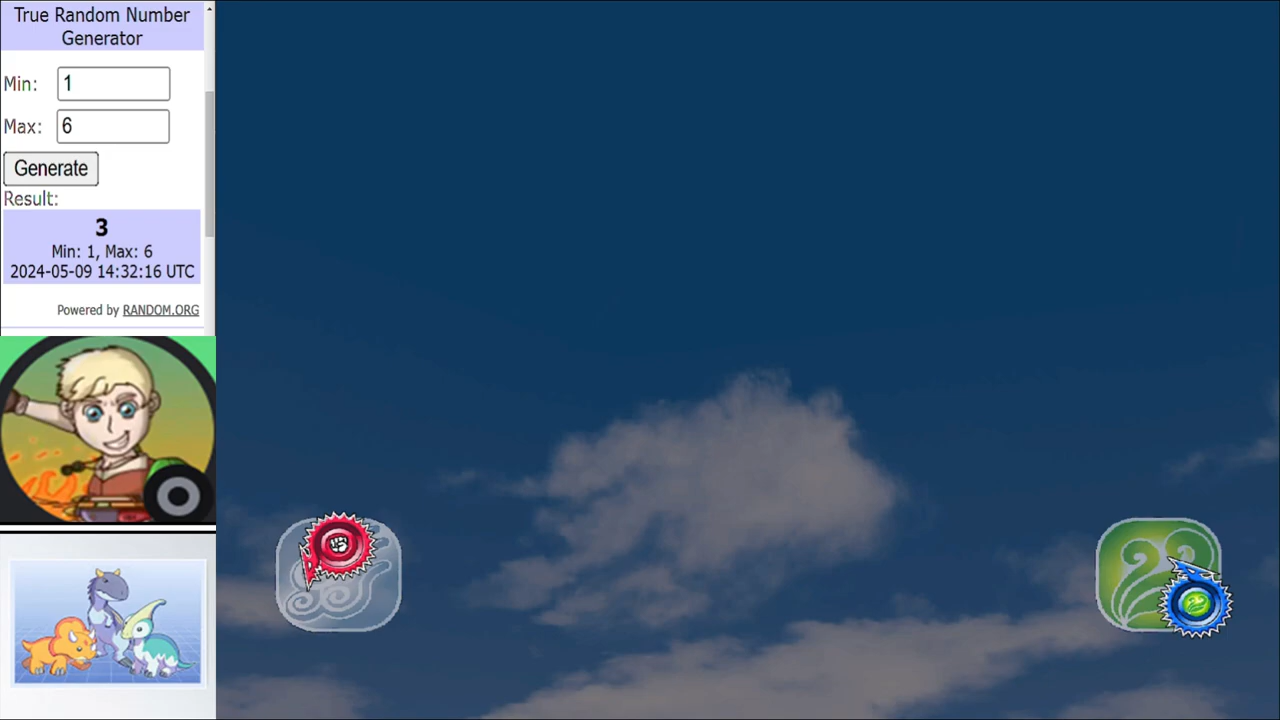 True Random Number
Generator
Min: 1
Max: 6
Generate
Result:
3
Min: 1, Max: 6
2024-05-09 14:32:16 UTC
Powered by RANDOM.ORG